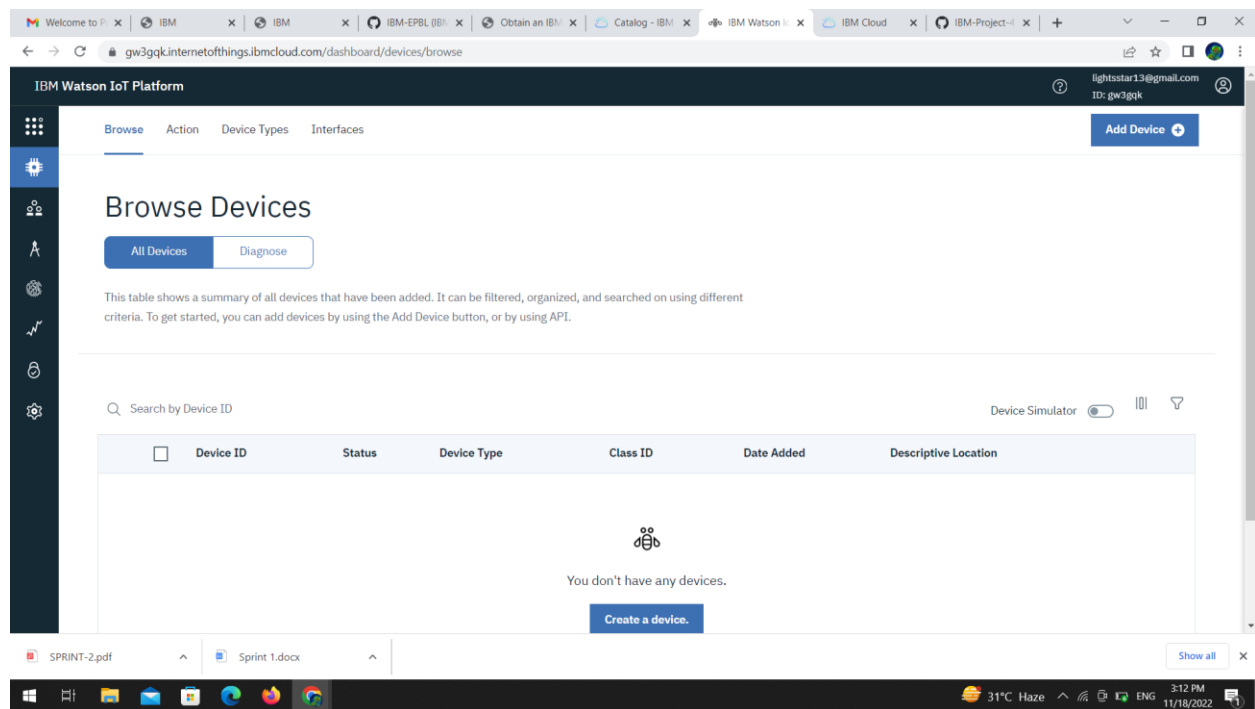 Welcome to P
IBM
IBM
IBM-EPBL (IBM
Obtain an IBM
Catalog - IBM
IBM Watson Io
IBM Cloud
IBM-Project-4
gw3gqk.internetofthings.ibmcloud.com/dashboard/devices/browse
IBM Watson IoT Platform
lightsstar13@gmail.com
ID: gw3gqk
Browse Action Device Types Interfaces
Add Device
Browse Devices
All Devices Diagnose
This table shows a summary of all devices that have been added. It can be filtered, organized, and searched on using different
criteria. To get started, you can add devices by using the Add Device button, or by using API.
Search by Device ID
Device Simulator
Device ID Status Device Type Class ID Date Added Descriptive Location
You don't have any devices.
Create a device.
SPRINT-2.pdf
Sprint 1.docx
Show all
31°C Haze
ENG
3:12 PM
11/18/2022
1